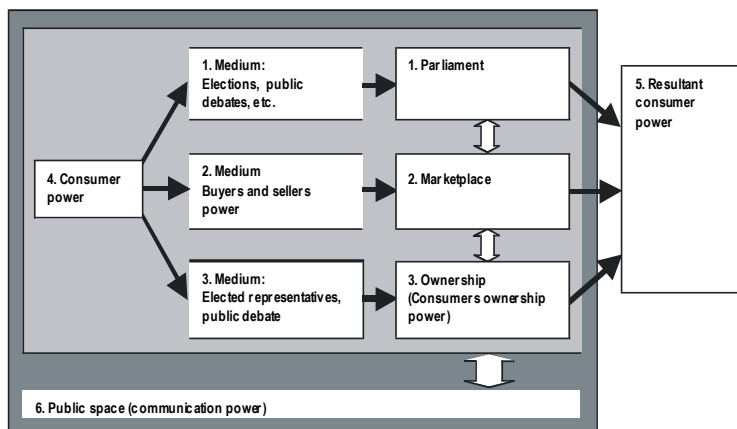 1. Medium:
Elections, public
debates, etc.
1. Parliament
5. Resultant
consumer
power
4. Consumer
power
2. Medium
Buyers and sellers
power
2. Marketplace
3. Medium:
Elected representatives,
public debate
3. Ownership
(Consumers ownership
power)
6. Public space (communication power)